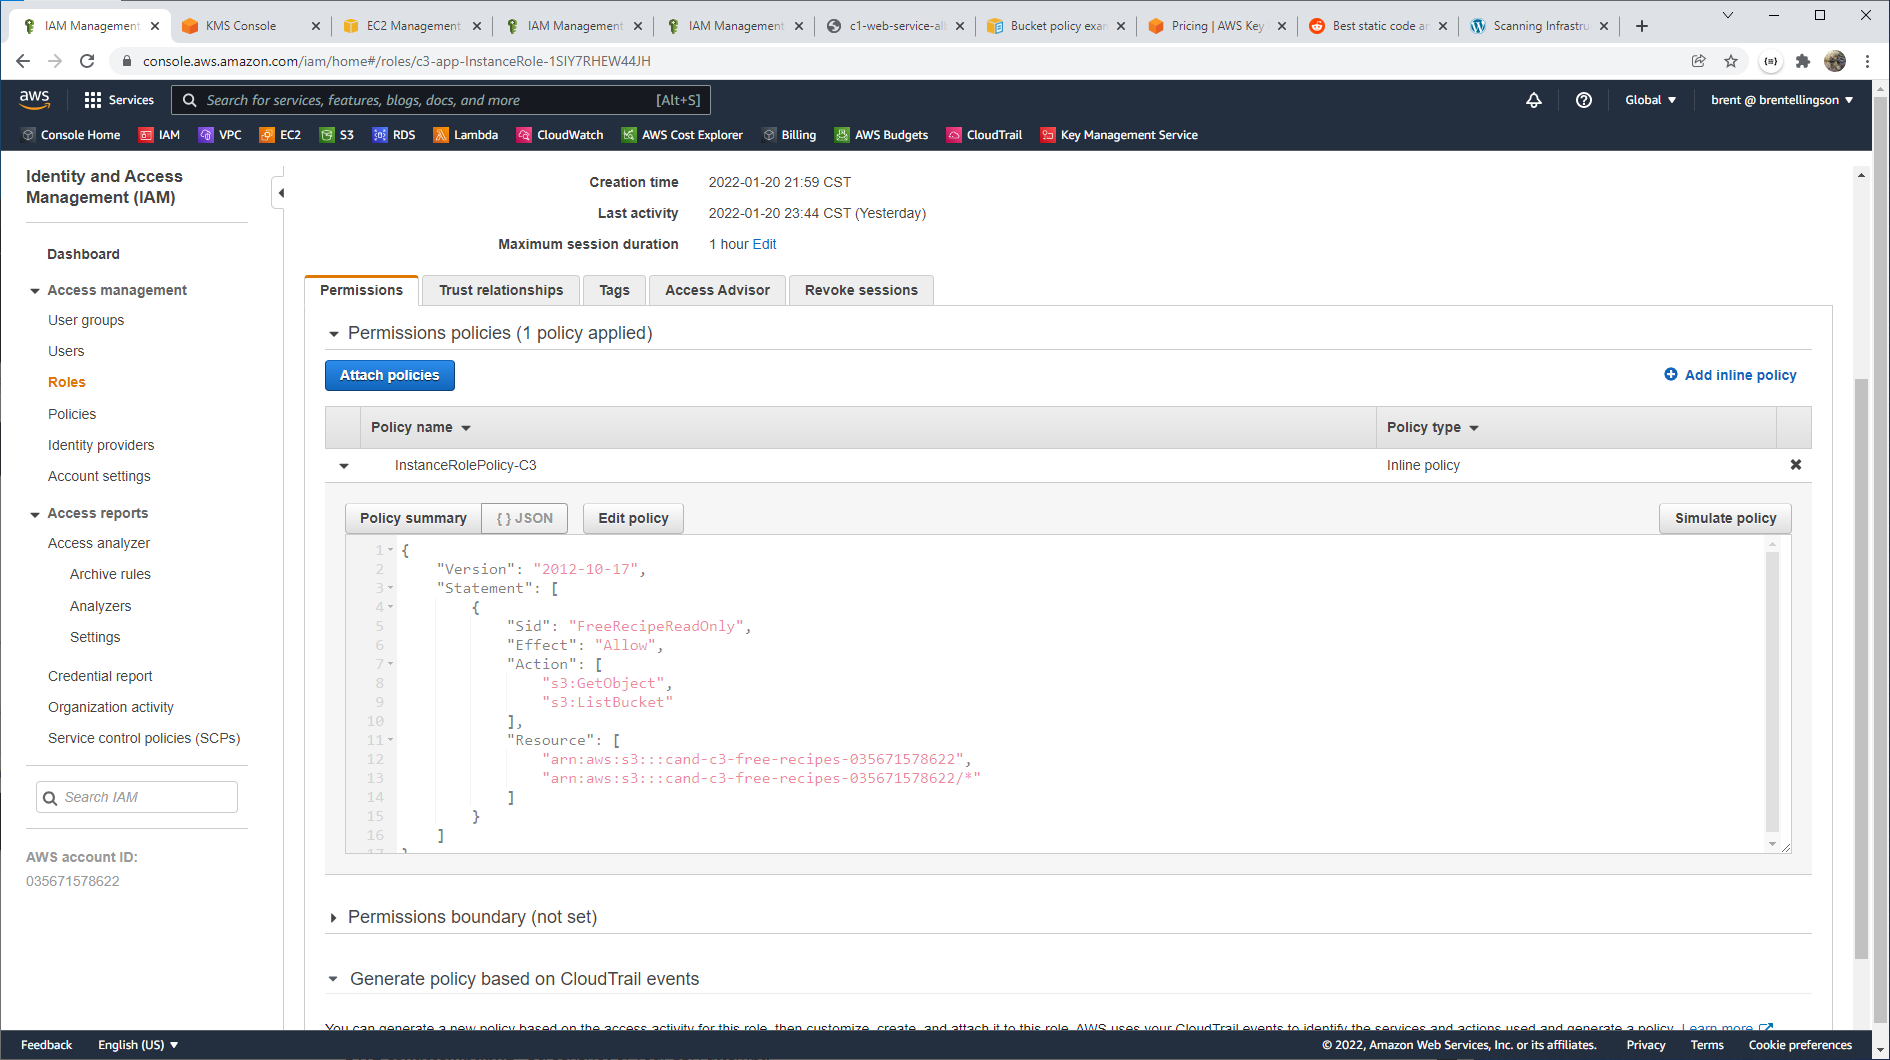 IAM Management
KMS Console
EC2 Management
IAM Management
IAM Management
c1-web-service-alb
Bucket policy exam
Pricing | AWS Key
Best static code an
Scanning Infrastru
console.aws.amazon.com/iam/home#/roles/c3-app-InstanceRole-1SIY7RHEW44JH
aws
Services
Search for services, features, blogs, docs, and more
[Alt+S]
Global
brent @ brentellingson
Console Home
IAM
VPC
EC2
S3
RDS
Lambda
CloudWatch
AWS Cost Explorer
Billing
AWS Budgets
CloudTrail
Key Management Service
Identity and Access
Management (IAM)
Dashboard
Access management
User groups
Users
Roles
Policies
Identity providers
Account settings
Access reports
Access analyzer
Archive rules
Analyzers
Settings
Credential report
Organization activity
Service control policies (SCPs)
Search IAM
AWS account ID:
035671578622
Creation time 2022-01-20 21:59 CST
Last activity 2022-01-20 23:44 CST (Yesterday)
Maximum session duration 1 hour Edit
Permissions
Trust relationships
Tags
Access Advisor
Revoke sessions
Permissions policies (1 policy applied)
Attach policies
Add inline policy
Policy name
Policy type
InstanceRolePolicy-C3
Inline policy
Policy summary
{ } JSON
Edit policy
Simulate policy
1 {
2 "Version": "2012-10-17",
3 "Statement": [
4 {
5 "Sid": "FreeRecipeReadOnly",
6 "Effect": "Allow",
7 "Action": [
8 "s3:GetObject",
9 "s3:ListBucket"
10 ],
11 "Resource": [
12 "arn:aws:s3:::cand-c3-free-recipes-035671578622",
13 "arn:aws:s3:::cand-c3-free-recipes-035671578622/*"
14 ]
15 }
16 ]
17 }
Permissions boundary (not set)
Generate policy based on CloudTrail events
You can generate a new policy based on the access activity for this role, then customize, create, and attach it to this role. AWS uses your CloudTrail events to identify the services and actions used and generate a policy. Learn more
Feedback
English (US)
© 2022, Amazon Web Services, Inc. or its affiliates.
Privacy
Terms
Cookie preferences